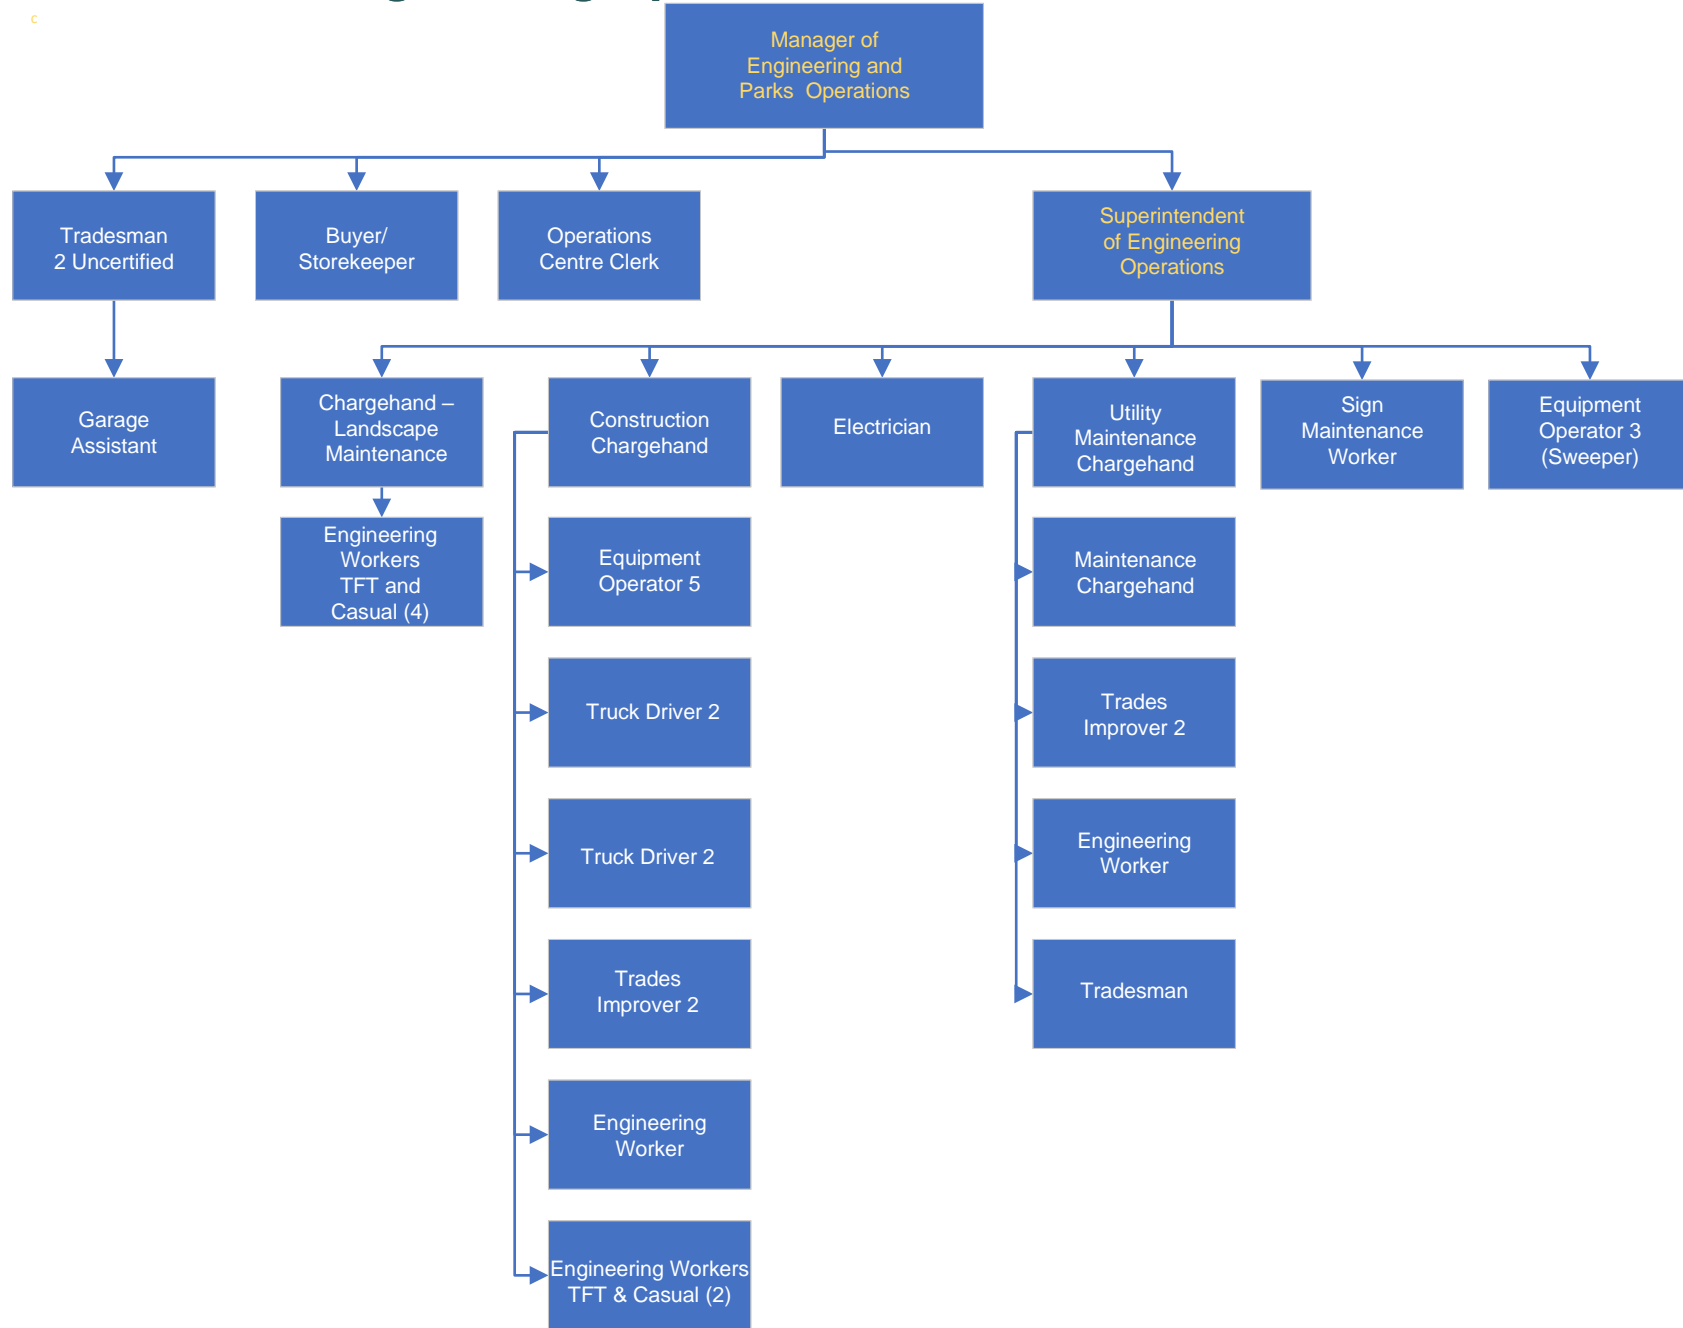 c
Manager of
Engineering and
Parks Operations
Tradesman
2 Uncertified
Buyer/
Storekeeper
Operations
Centre Clerk
Superintendent
of Engineering
Operations
Garage
Assistant
Chargehand –
Landscape
Maintenance
Construction
Chargehand
Electrician
Utility
Maintenance
Chargehand
Sign
Maintenance
Worker
Equipment
Operator 3
(Sweeper)
Engineering
Workers
TFT and
Casual (4)
Equipment
Operator 5
Maintenance
Chargehand
Truck Driver 2
Trades
Improver 2
Truck Driver 2
Engineering
Worker
Trades
Improver 2
Tradesman
Engineering
Worker
Engineering Workers
TFT & Casual (2)